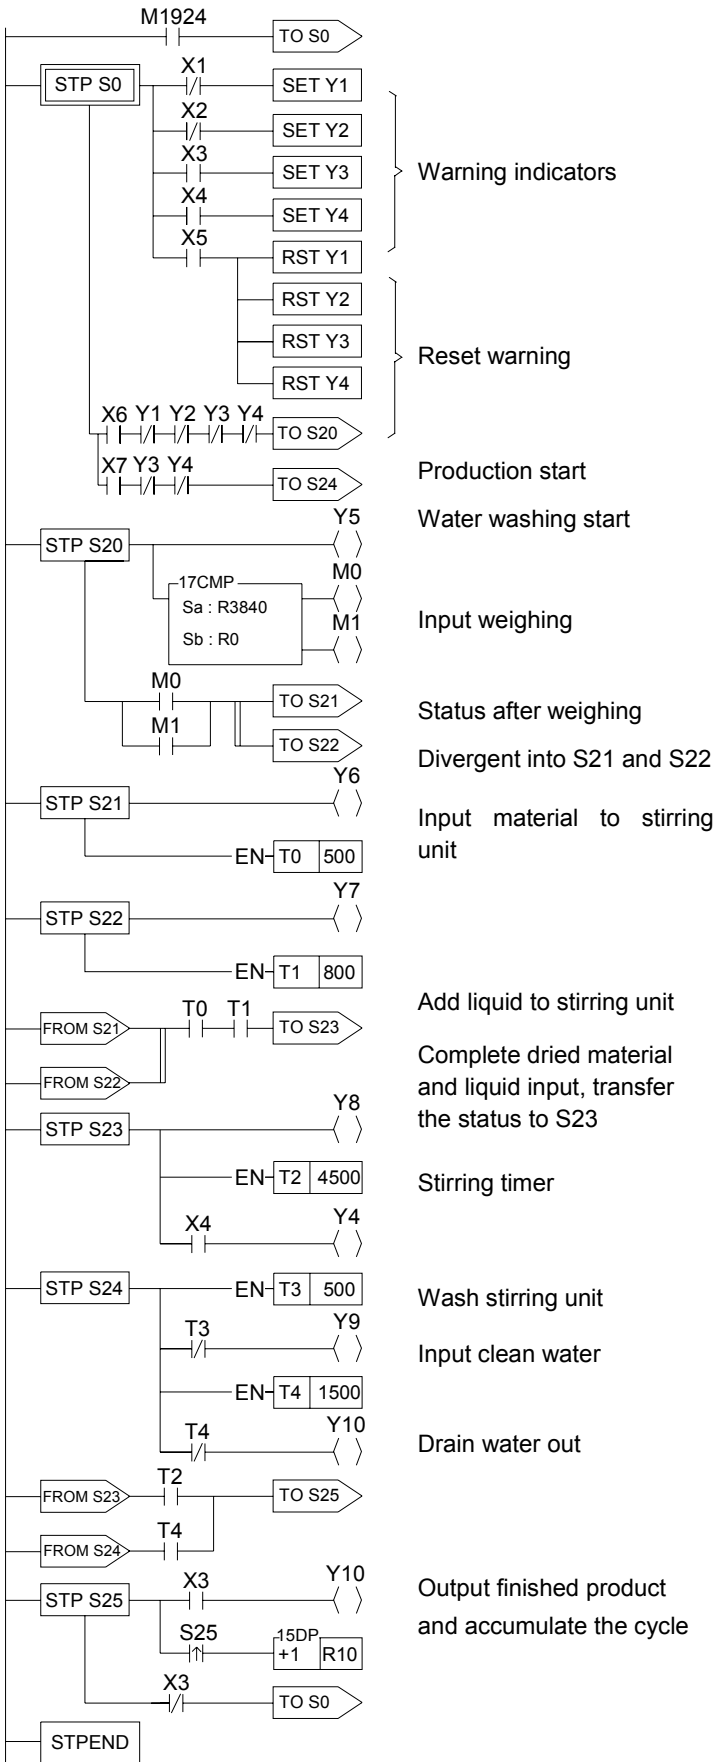 M1924
TO S0
STP S0
X1
SET Y1
X2
SET Y2
X3
SET Y3
Warning indicators
X4
SET Y4
X5
RST Y1
RST Y2
RST Y3
Reset warning
RST Y4
X6 Y1 Y2 Y3 Y4
TO S20
X7 Y3 Y4
TO S24
Production start
Water washing start
STP S20
Y5
17CMP
M0
Sa : R3840
Sb : R0
M1
Input weighing
M0
TO S21
M1
TO S22
Status after weighing
Divergent into S21 and S22
STP S21
Y6
Input material to stirring
unit
EN T0 500
STP S22
Y7
EN T1 800
Add liquid to stirring unit
FROM S21
T0 T1
TO S23
FROM S22
Complete dried material
and liquid input, transfer
the status to S23
STP S23
Y8
EN T2 4500
Stirring timer
X4
Y4
STP S24
EN T3 500
Wash stirring unit
T3
Y9
Input clean water
EN T4 1500
T4
Y10
Drain water out
FROM S23
T2
TO S25
FROM S24
T4
STP S25
X3
Y10
Output finished product
and accumulate the cycle
S25
15DP
+1 R10
X3
TO S0
STPEND